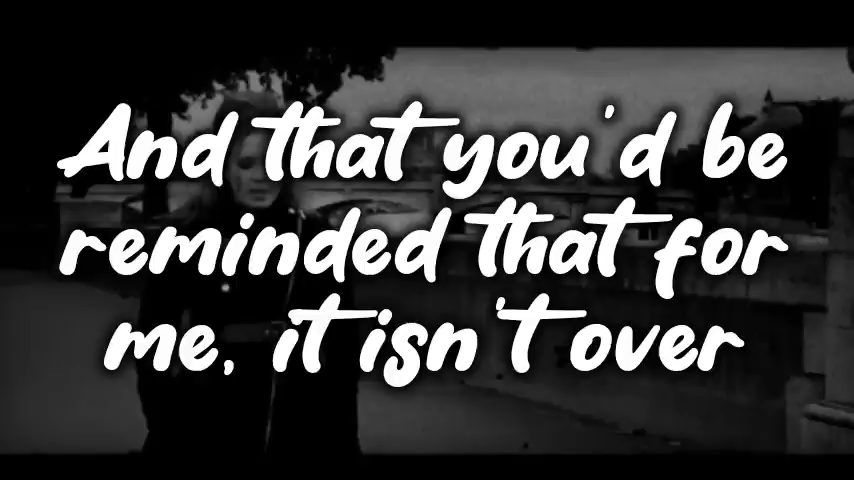 And that you'd be
reminded that for
me, it isn't over